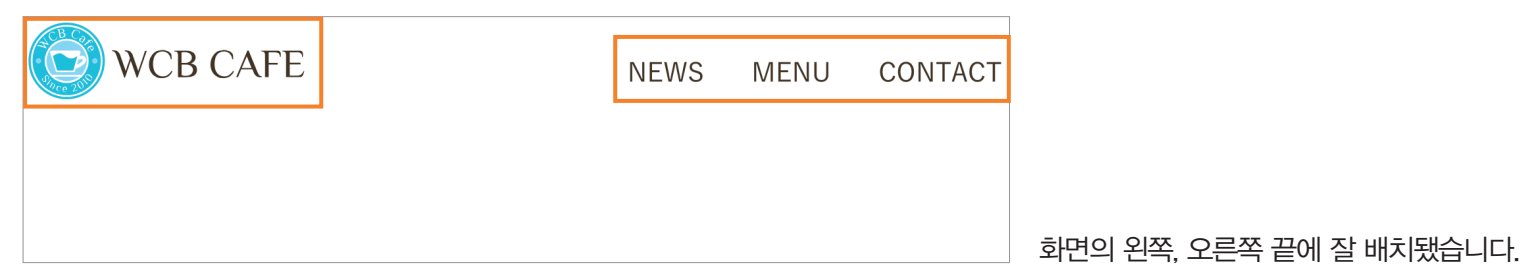 WCB Cafe
Since 2010
WCB CAFE
NEWS MENU CONTACT
화면의 왼쪽, 오른쪽 끝에 잘 배치됐습니다.